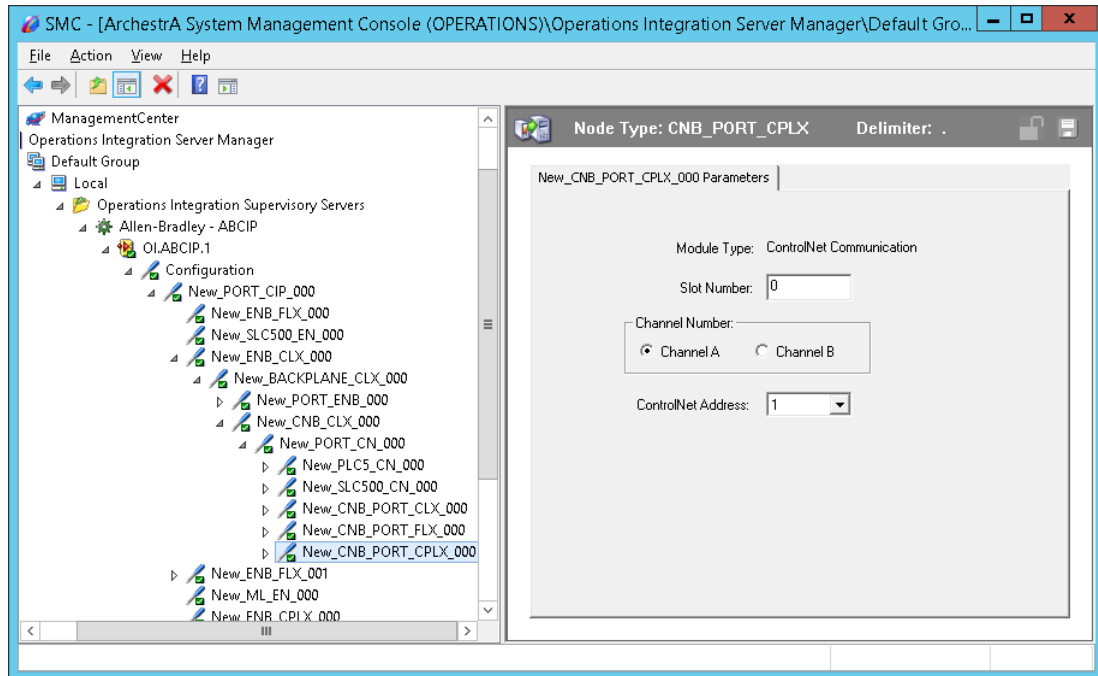 SMC - [ArchestrA System Management Console (OPERATIONS)\Operations Integration Server Manager\Default Gro...
File Action View Help
ManagementCenter
Operations Integration Server Manager
Default Group
Local
Operations Integration Supervisory Servers
Allen-Bradley - ABCIP
OI.ABCIP.1
Configuration
New_PORT_CIP_000
New_ENB_FLX_000
New_SLC500_EN_000
New_ENB_CLX_000
New_BACKPLANE_CLX_000
New_PORT_ENB_000
New_CNB_CLX_000
New_PORT_CN_000
New_PLC5_CN_000
New_SLC500_CN_000
New_CNB_PORT_CLX_000
New_CNB_PORT_FLX_000
New_CNB_PORT_CPLX_000
New_ENB_FLX_001
New_ML_EN_000
New_ENB_CPLX_000
Node Type: CNB_PORT_CPLX Delimiter: .
New_CNB_PORT_CPLX_000 Parameters
Module Type: ControlNet Communication
Slot Number: 0
Channel Number:
Channel A Channel B
ControlNet Address: 1